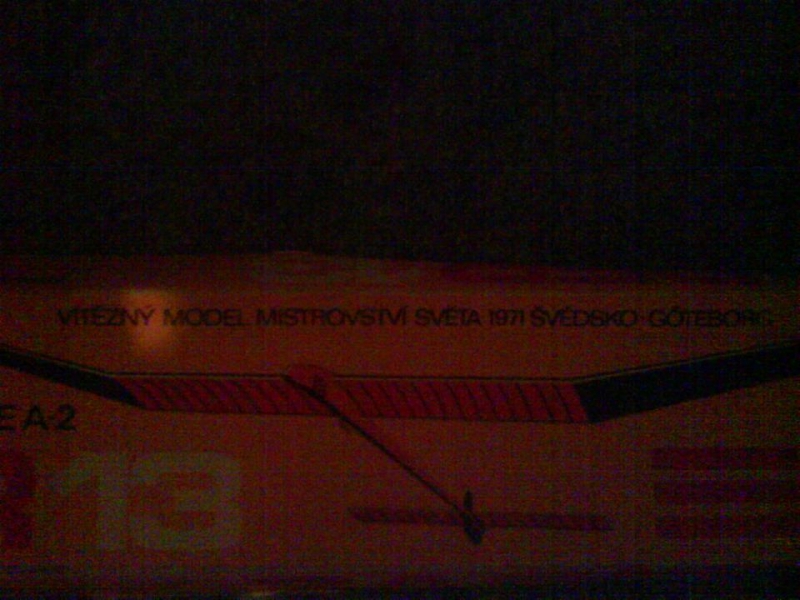 VÍTĚZNÝ MODEL MISTROVSTVÍ SVĚTA 1971 ŠVÉDSKO GÖTEBORG
E A-2
13